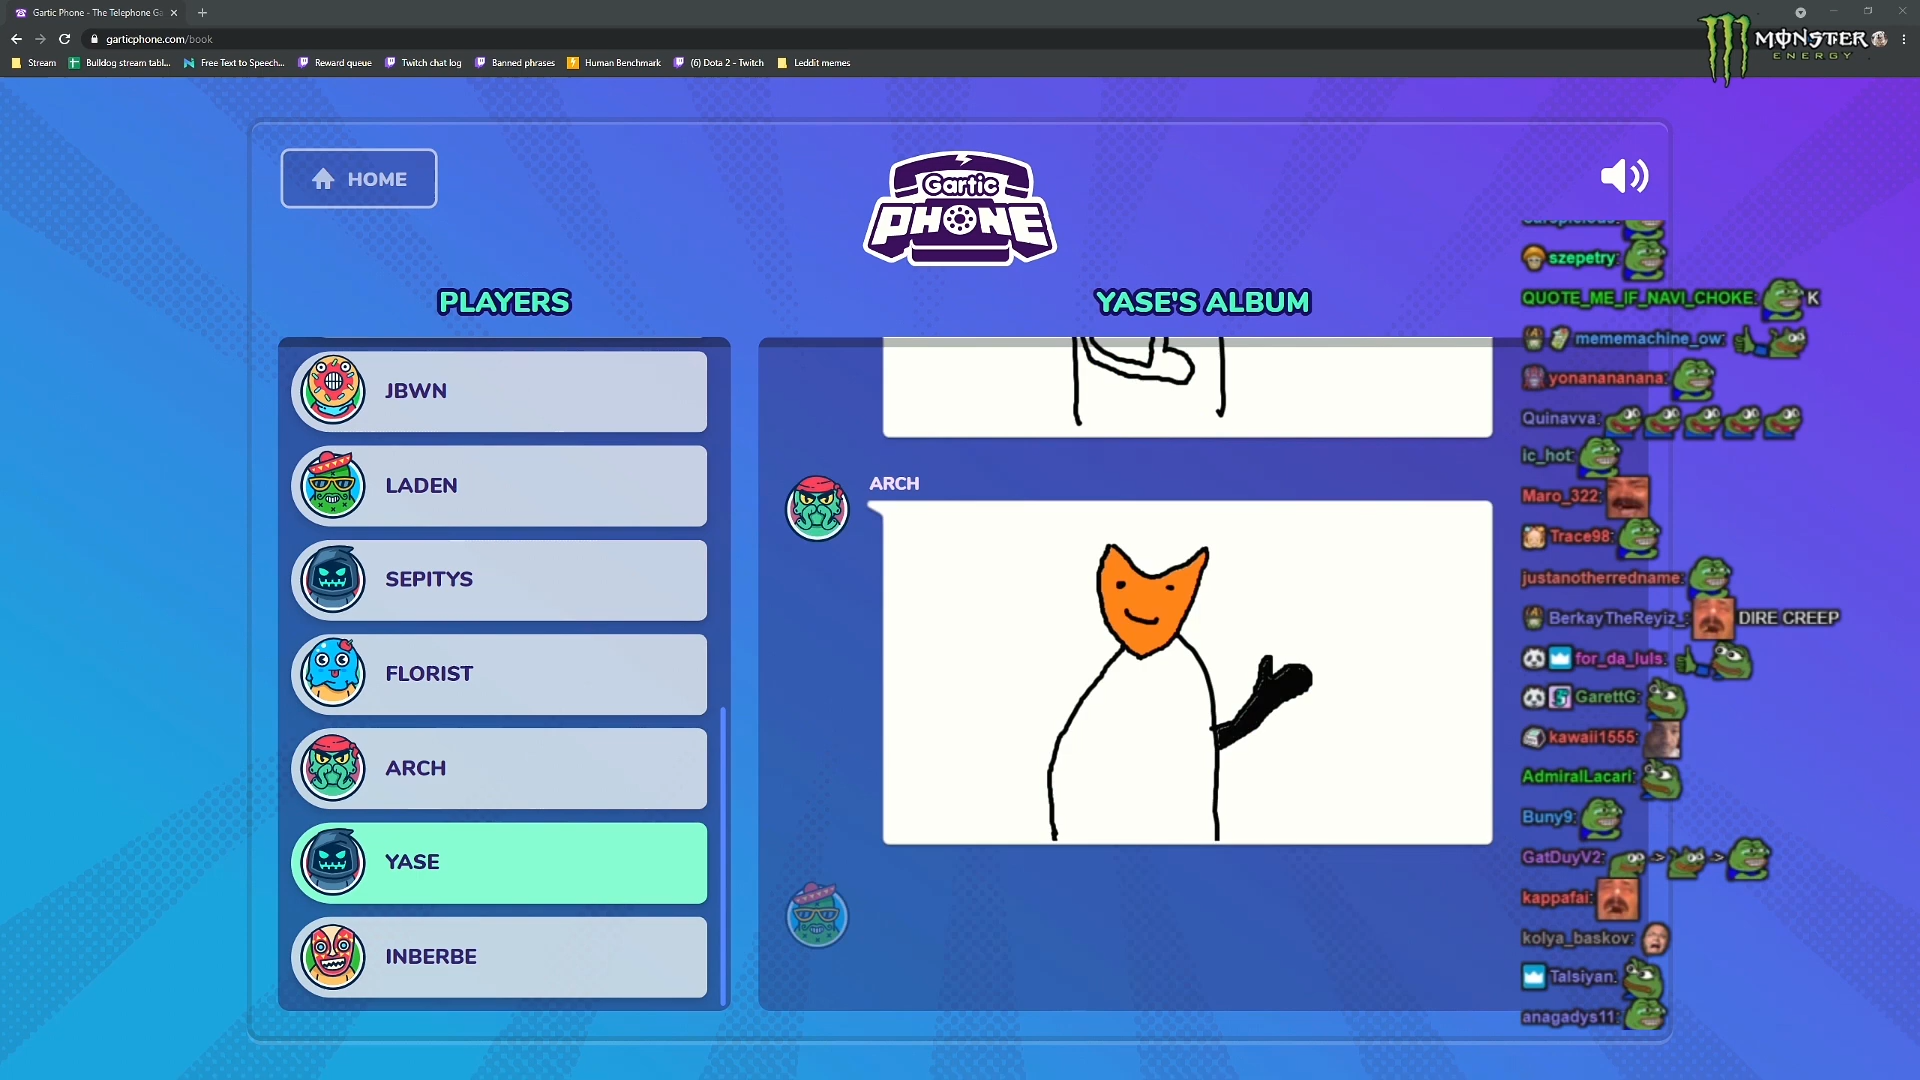 Gartic Phone - The Telephone Ga
garticphone.com/book
Stream
Bulldog stream tabl...
Free Text to Speech...
Reward queue
Twitch chat log
Banned phrases
Human Benchmark
(6) Dota 2 - Twitch
Leddit memes
MONSTER
ENERGY
HOME
Gartic
PHONE
PLAYERS
YASE'S ALBUM
JBWN
LADEN
SEPITYS
FLORIST
ARCH
YASE
INBERBE
ARCH
szepetry:
QUOTE_ME_IF_NAVI_CHOKE: K
mememachine_ow:
yonanananana:
Quinavva:
ic_hot:
Maro_322:
Trace98:
justanotherredname:
BerkayTheReyiz_: DIRE CREEP
for_da_luls:
GarettG:
kawaii1555:
AdmiralLacari:
Buny9:
GatDuyV2: > >
kappafai:
kolya_baskov:
Talsiyan:
anagadys11: